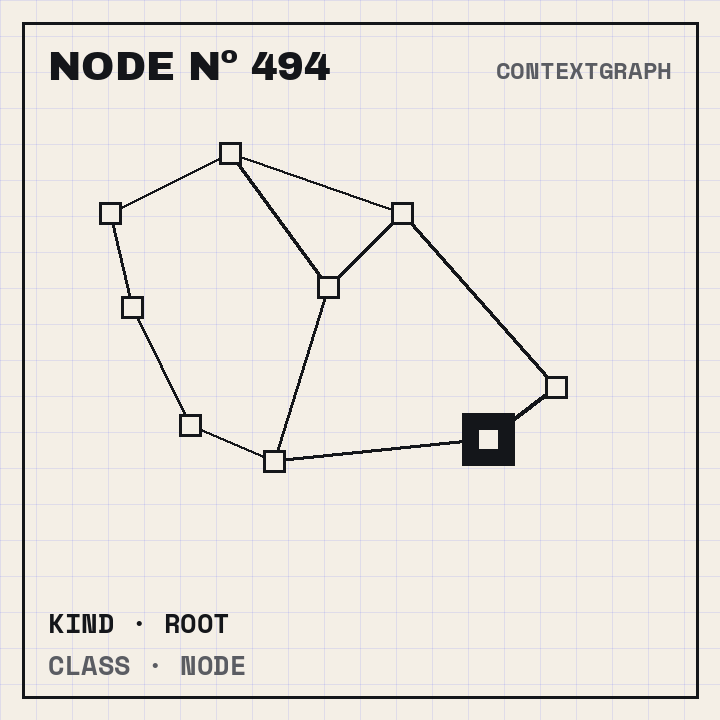 NODE Nº 494
CONTEXTGRAPH
KIND · ROOT
CLASS · NODE